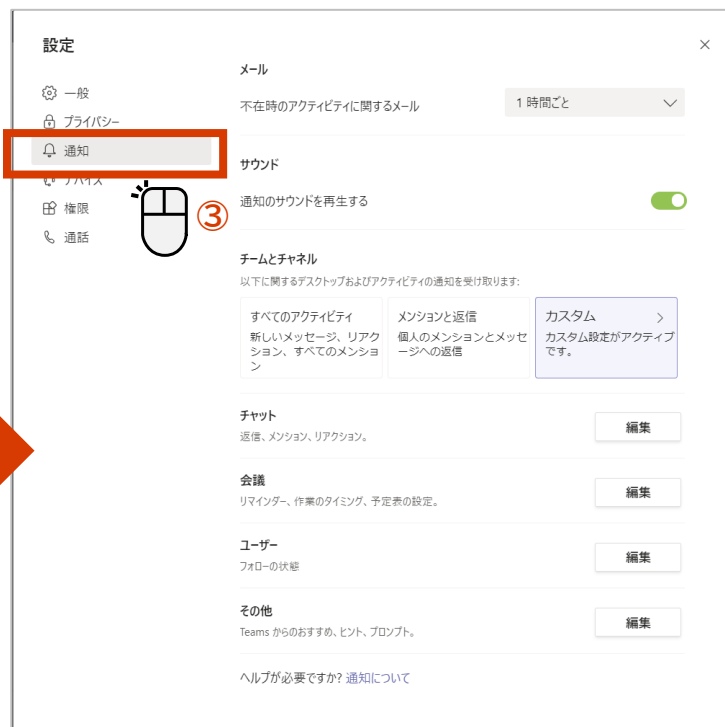 設定
一般
プライバシー
通知
デバイス
権限
通話
③
メール
不在時のアクティビティに関するメール
1 時間ごと
サウンド
通知のサウンドを再生する
チームとチャネル
以下に関するデスクトップおよびアクティビティの通知を受け取ります:
すべてのアクティビティ
新しいメッセージ、リアク
ション、すべてのメンショ
ン
メンションと返信
個人のメンションとメッセ
ージへの返信
カスタム
カスタム設定がアクティブ
です。
チャット
返信、メンション、リアクション。
編集
会議
リマインダー、作業のタイミング、予定表の設定。
編集
ユーザー
フォローの状態
編集
その他
Teams からのおすすめ、ヒント、プロンプト。
編集
ヘルプが必要ですか? 通知について